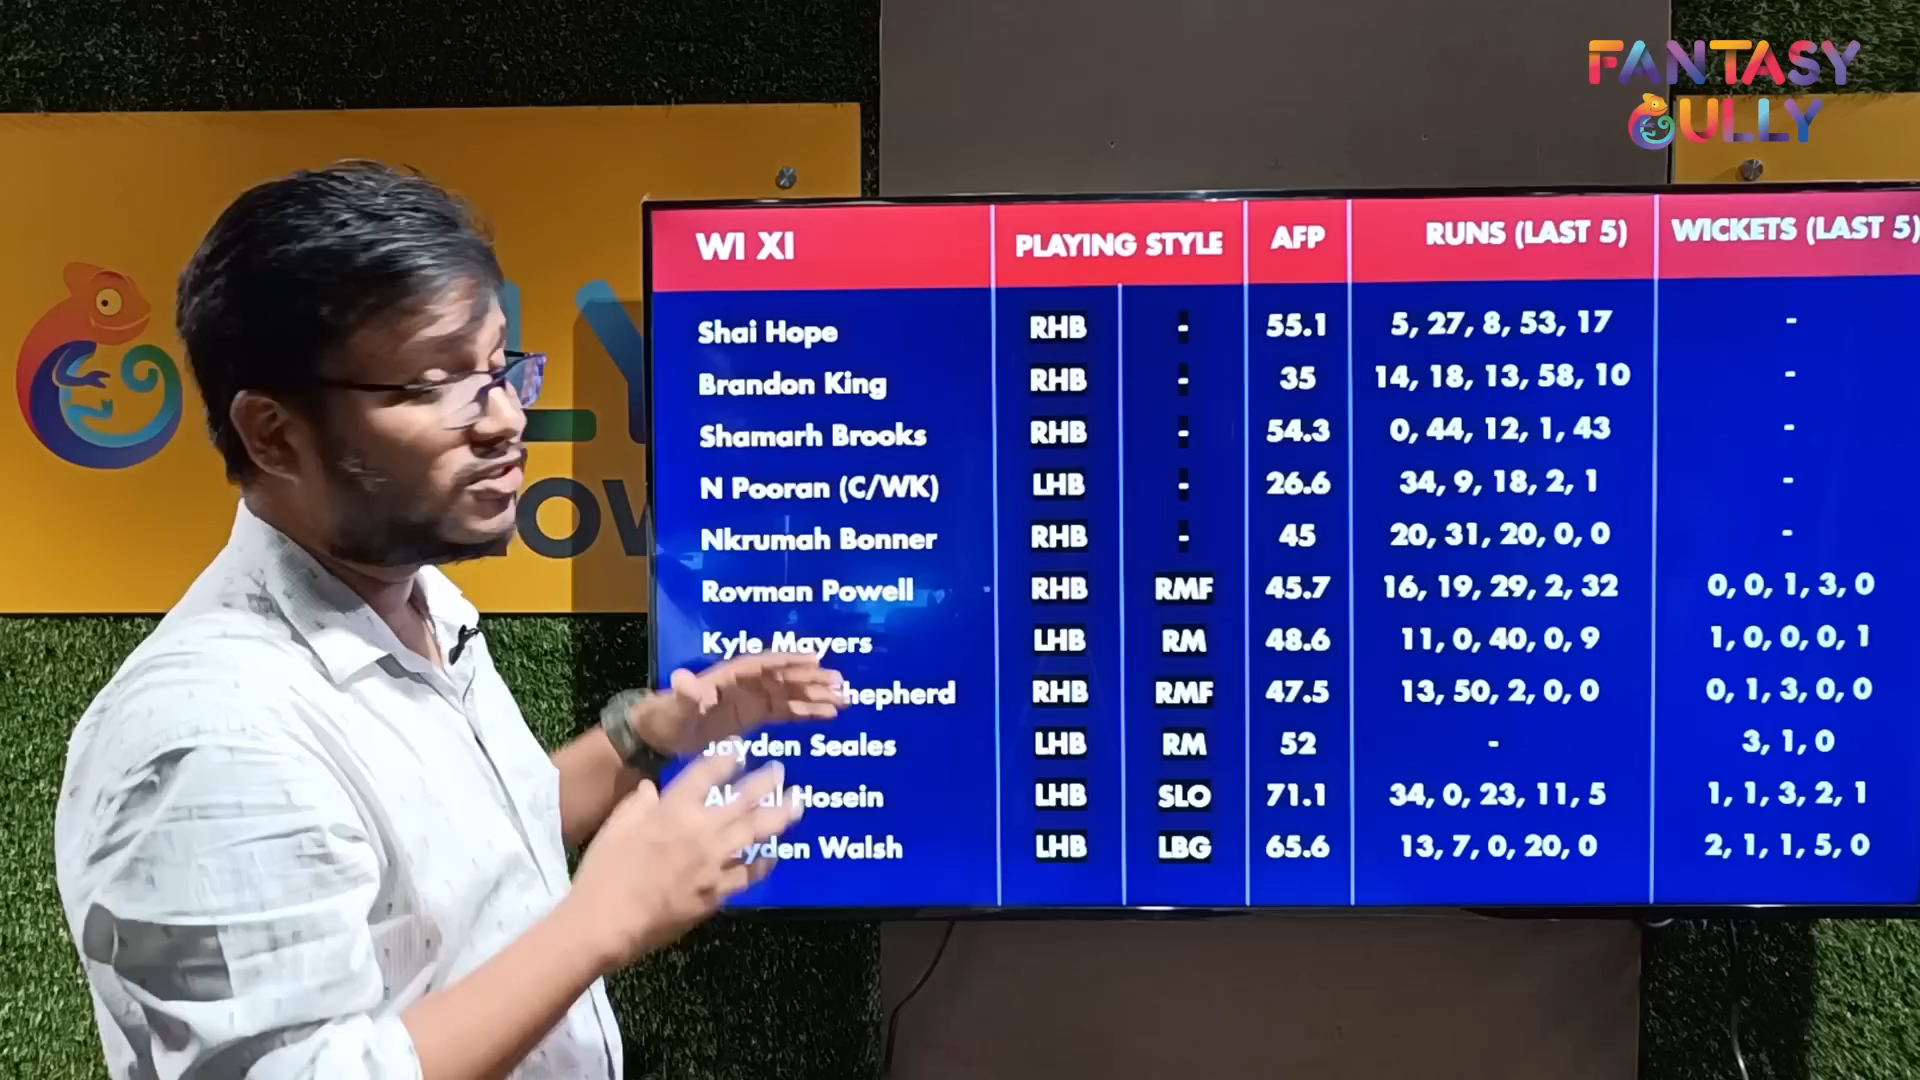 FANTASY
GULLY
WI XI PLAYING STYLE AFP RUNS (LAST 5) WICKETS (LAST 5)
Shai Hope RHB - 55.1 5, 27, 8, 53, 17 -
Brandon King RHB - 35 14, 18, 13, 58, 10 -
Shamarh Brooks RHB - 54.3 0, 44, 12, 1, 43 -
N Pooran (C/WK) LHB - 26.6 34, 9, 18, 2, 1 -
Nkrumah Bonner RHB - 45 20, 31, 20, 0, 0 -
Rovman Powell RHB RMF 45.7 16, 19, 29, 2, 32 0, 0, 1, 3, 0
Kyle Mayers LHB RM 48.6 11, 0, 40, 0, 9 1, 0, 0, 0, 1
hepherd RHB RMF 47.5 13, 50, 2, 0, 0 0, 1, 3, 0, 0
Jayden Seales LHB RM 52 - 3, 1, 0
Hosein LHB SLO 71.1 34, 0, 23, 11, 5 1, 1, 3, 2, 1
yden Walsh LHB LBG 65.6 13, 7, 0, 20, 0 2, 1, 1, 5, 0